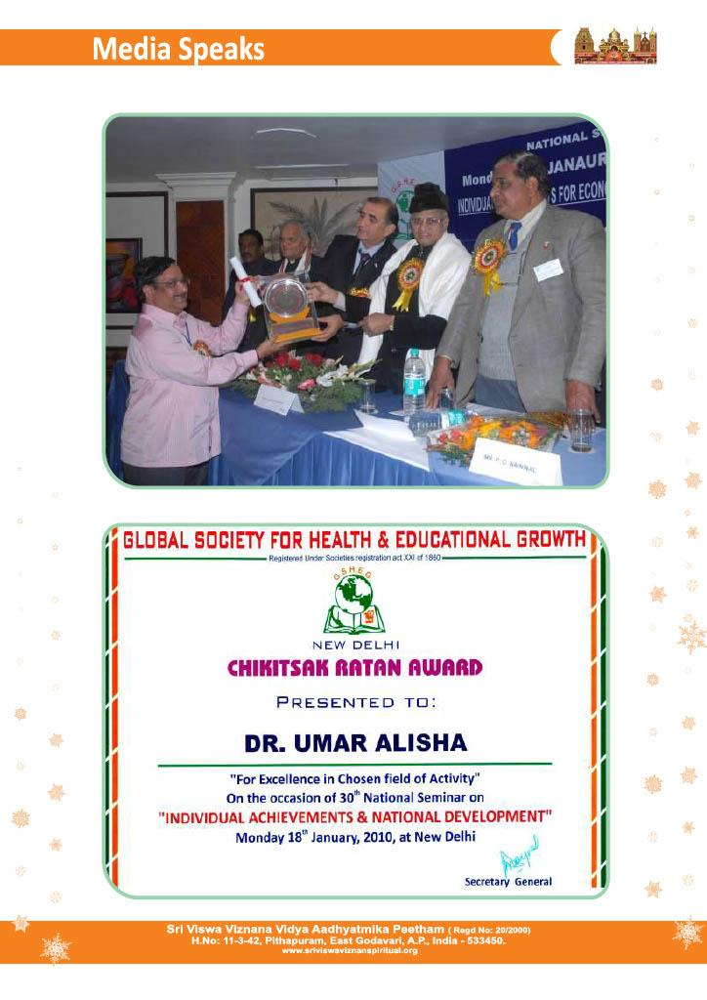 Media Speaks
NATIONAL S
Mond
JANAUR
INDIVIDUA
S FOR ECON
G.S.H.E
GLOBAL SOCIETY FOR HEALTH & EDUCATIONAL GROWTH
Registered Under Societies registration act XXI of 1860
GSHEG
NEW DELHI
CHIKITSAK RATAN AWARD
PRESENTED TO:
DR. UMAR ALISHA
"For Excellence in Chosen field of Activity"
On the occasion of 30th National Seminar on
"INDIVIDUAL ACHIEVEMENTS & NATIONAL DEVELOPMENT"
Monday 18th January, 2010, at New Delhi
Secretary General
Sri Viswa Viznana Vidya Aadhyatmika Peetham ( Regd No: 20/2000)
H.No: 11-3-42, Pithapuram, East Godavari, A.P., India - 533450.
www.sriviswaviznanspiritual.org